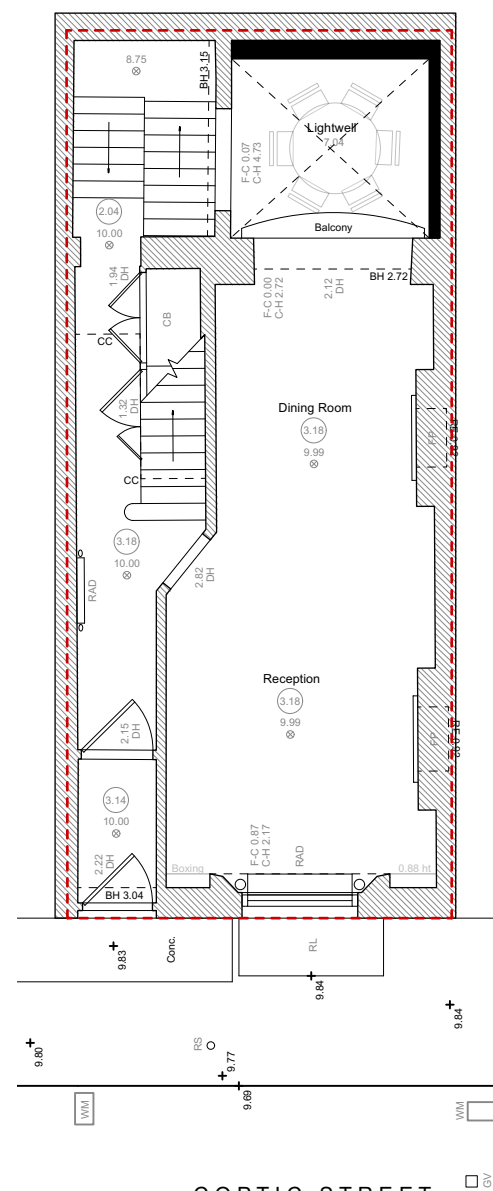 8.75
BH 3.15
Lightwell
7.04
F-C 0.07
C-H 4.73
Balcony
2.04
10.00
1.94
DH
F-C 0.00
C-H 2.72
2.12
DH
BH 2.72
CB
CC
1.32
DH
Dining Room
3.18
9.99
FP
CC
3.18
10.00
2.82
DH
RAD
Reception
3.18
9.99
FP
2.15
DH
3.14
10.00
2.22
DH
F-C 0.87
C-H 2.17
RAD
Boxing
0.88 ht
BH 3.04
9.83
Conc.
RL
9.84
9.84
9.80
RS
9.77
9.69
WM
WM
GV
COPTIC STREET